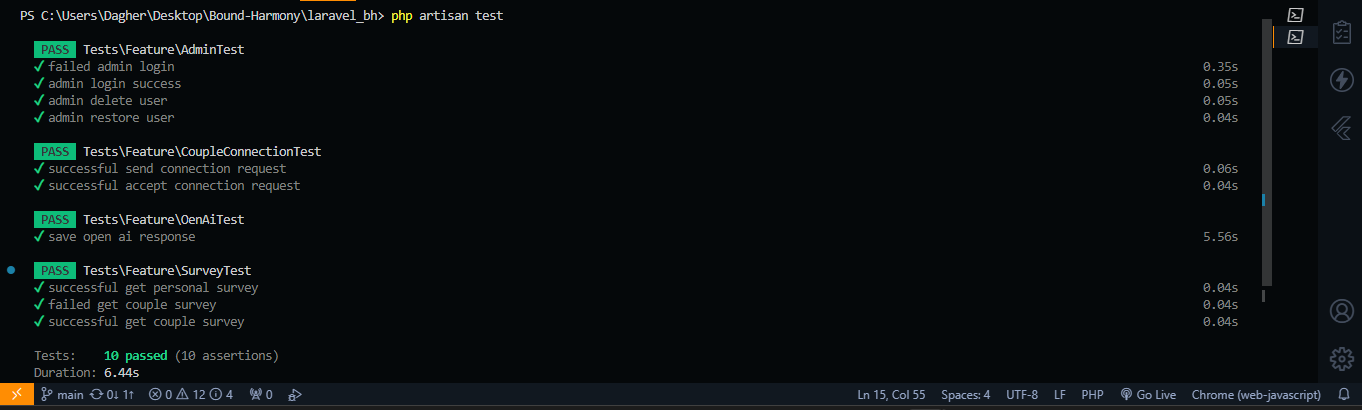 PS C:\Users\Dagher\Desktop\Bound-Harmony\laravel_bh> php artisan test
PASS Tests\Feature\AdminTest
✓ failed admin login 0.35s
✓ admin login success 0.05s
✓ admin delete user 0.05s
✓ admin restore user 0.04s
PASS Tests\Feature\CoupleConnectionTest
✓ successful send connection request 0.06s
✓ successful accept connection request 0.04s
PASS Tests\Feature\OenAiTest
✓ save open ai response 5.56s
PASS Tests\Feature\SurveyTest
✓ successful get personal survey 0.04s
✓ failed get couple survey 0.04s
✓ successful get couple survey 0.04s
Tests: 10 passed (10 assertions)
Duration: 6.44s
main 0↓ 1↑ 0 12 4 0 Ln 15, Col 55 Spaces: 4 UTF-8 LF PHP Go Live Chrome (web-javascript)